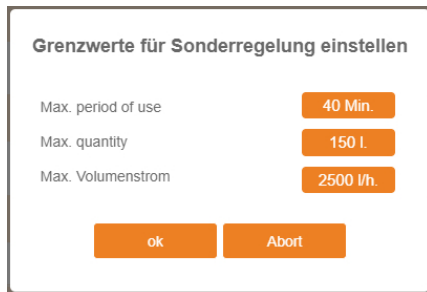 Grenzwerte für Sonderregelung einstellen
Max. period of use 40 Min.
Max. quantity 150 l.
Max. Volumenstrom 2500 l/h.
ok Abort